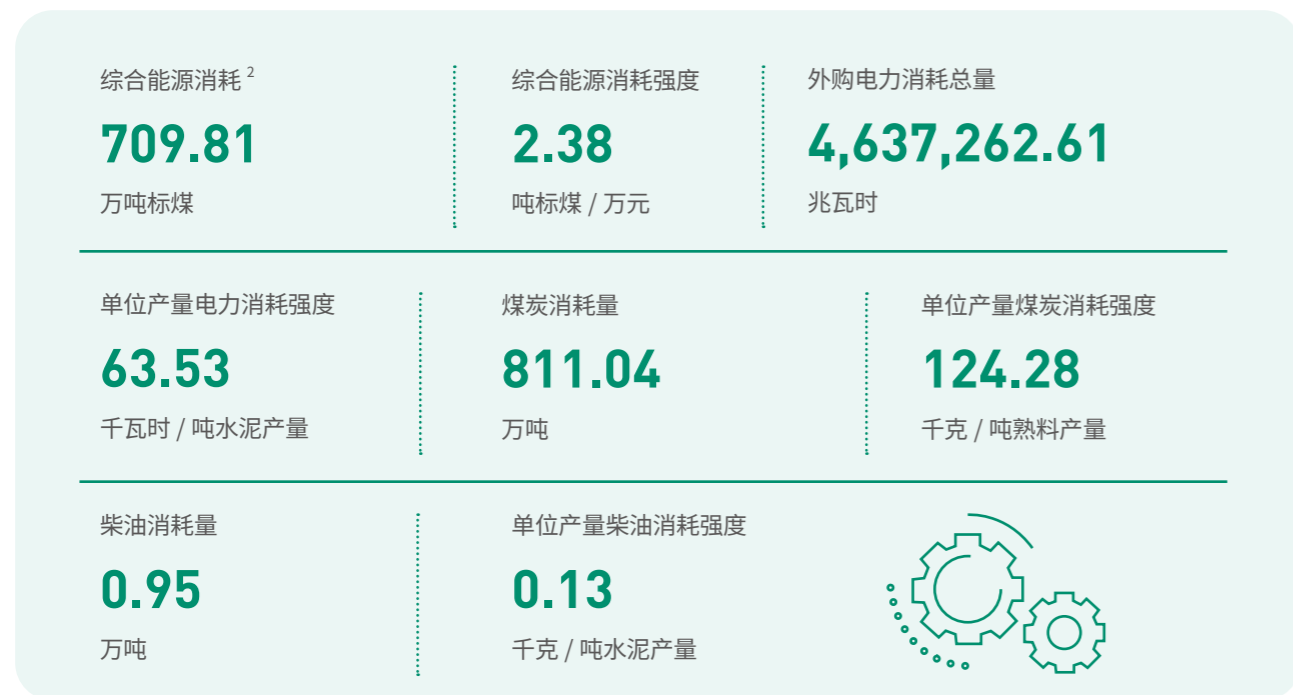 综合能源消耗 2
709.81
万吨标煤
综合能源消耗强度
2.38
吨标煤 / 万元
外购电力消耗总量
4,637,262.61
兆瓦时
单位产量电力消耗强度
63.53
千瓦时 / 吨水泥产量
煤炭消耗量
811.04
万吨
单位产量煤炭消耗强度
124.28
千克 / 吨熟料产量
柴油消耗量
0.95
万吨
单位产量柴油消耗强度
0.13
千克 / 吨水泥产量